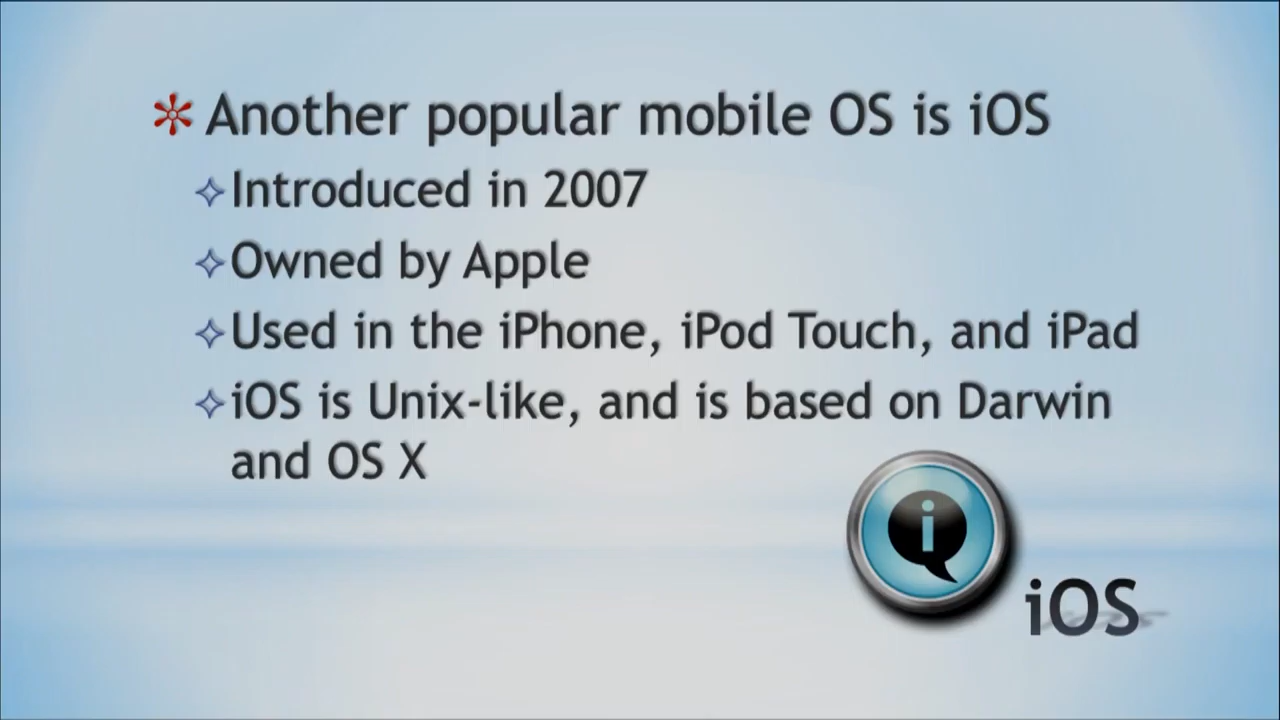 Another popular mobile OS is iOS
Introduced in 2007
Owned by Apple
Used in the iPhone, iPod Touch, and iPad
iOS is Unix-like, and is based on Darwin
and OS X
i
iOS